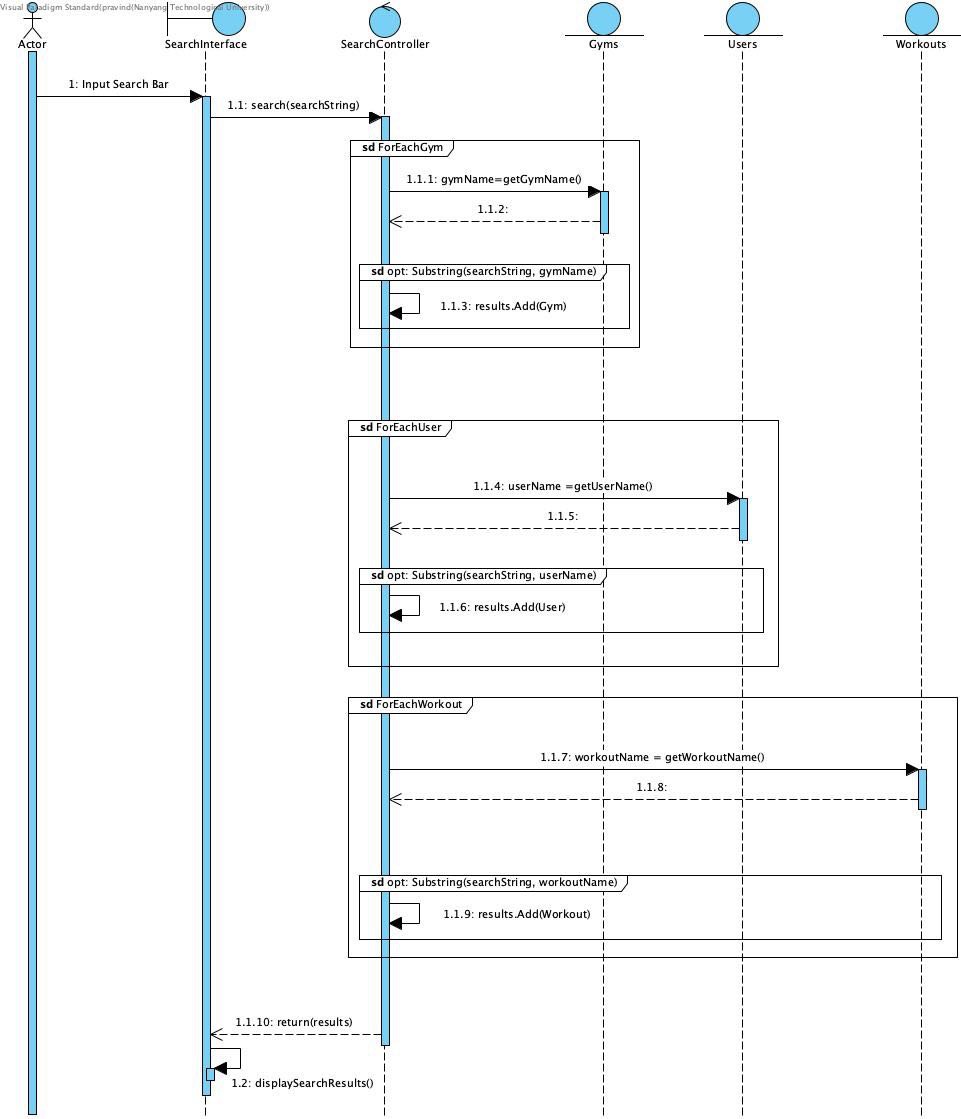 Visual Paradigm Standard(pravind(Nanyang Technological University))
Actor
SearchInterface
SearchController
Gyms
Users
Workouts
1: Input Search Bar
1.1: search(searchString)
sd ForEachGym
1.1.1: gymName=getGymName()
1.1.2:
sd opt: Substring(searchString, gymName)
1.1.3: results.Add(Gym)
sd ForEachUser
1.1.4: userName =getUserName()
1.1.5:
sd opt: Substring(searchString, userName)
1.1.6: results.Add(User)
sd ForEachWorkout
1.1.7: workoutName = getWorkoutName()
1.1.8:
sd opt: Substring(searchString, workoutName)
1.1.9: results.Add(Workout)
1.1.10: return(results)
1.2: displaySearchResults()